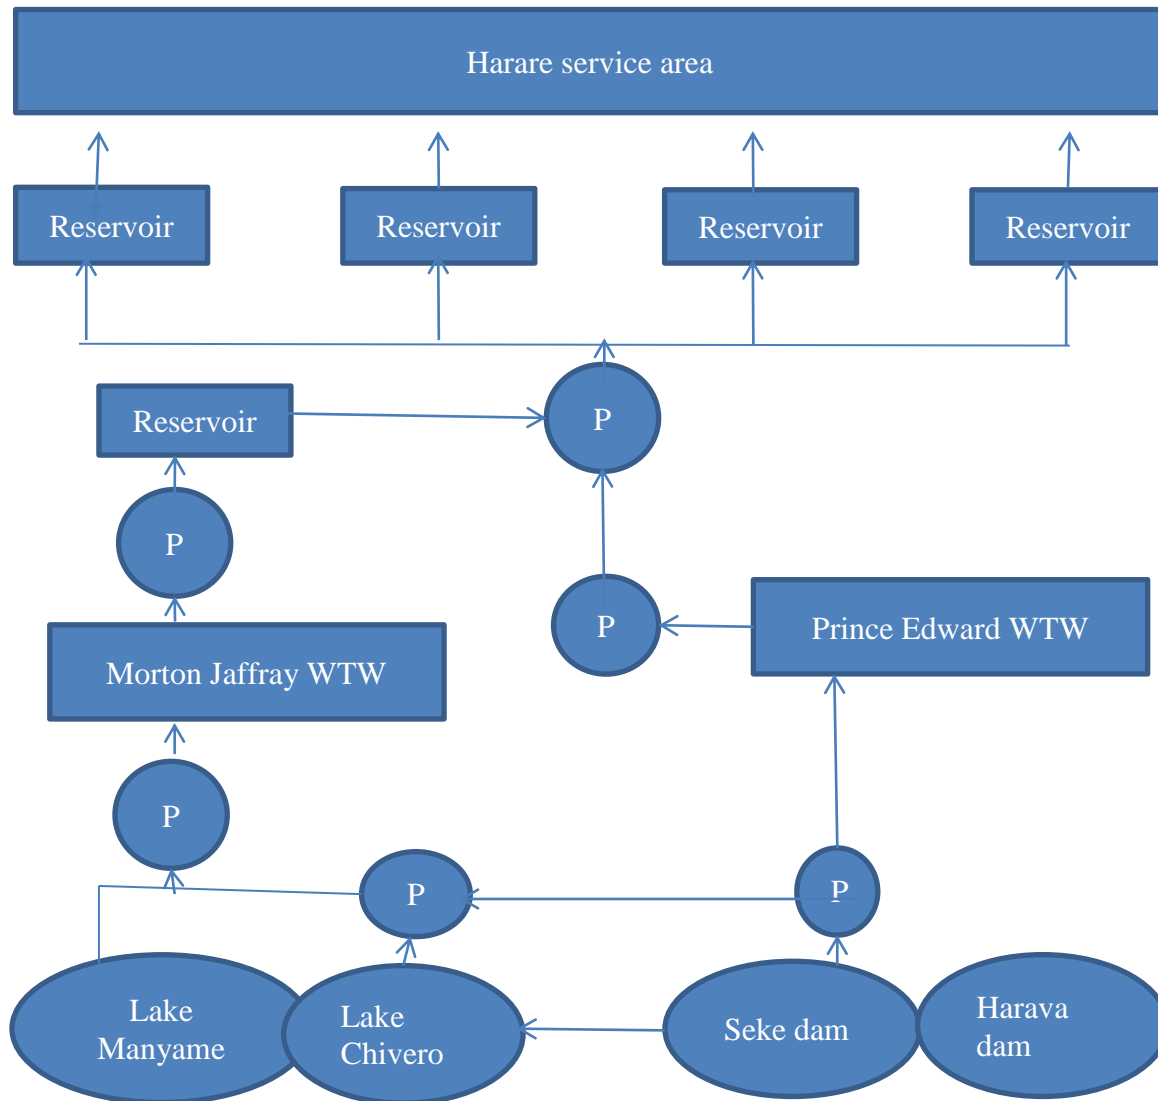 Harare service area
Reservoir
Reservoir
Reservoir
Reservoir
Reservoir
P
P
P
Prince Edward WTW
Morton Jaffray WTW
P
P
P
Lake
Manyame
Lake
Chivero
Seke dam
Harava
dam